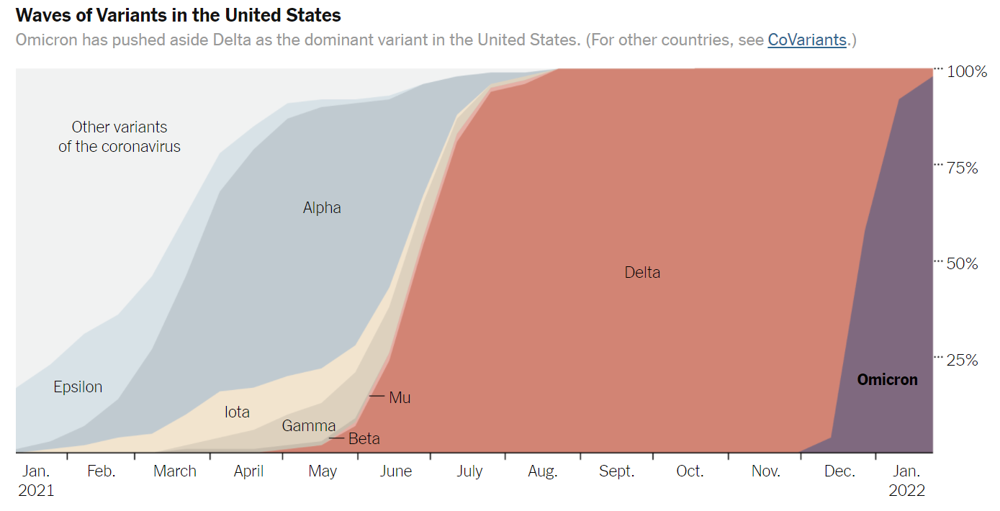 Waves of Variants in the United States
Omicron has pushed aside Delta as the dominant variant in the United States. (For other countries, see CoVariants.)
100%
Other variants
of the coronavirus
75%
Alpha
50%
Delta
25%
Omicron
Epsilon
Mu
Iota
Gamma
Beta
Jan. Feb. March April May June July Aug. Sept. Oct. Nov. Dec. Jan.
2021 2022